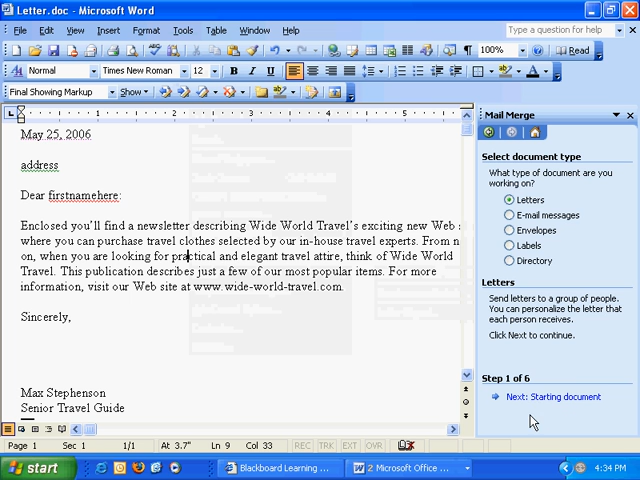 Letter.doc - Microsoft Word
File Edit View Insert Format Tools Table Window Help
Type a question for help
100% Read
Normal Times New Roman 12 B I U
Final Showing Markup Show
1 2 3 4 5
Mail Merge
May 25, 2006
address
Dear firstnamehere:
Enclosed you'll find a newsletter describing Wide World Travel's exciting new Web s
where you can purchase travel clothes selected by our in-house travel experts. From n
on, when you are looking for practical and elegant travel attire, think of Wide World
Travel. This publication describes just a few of our most popular items. For more
information, visit our Web site at www.wide-world-travel.com.
Sincerely,
Max Stephenson
Senior Travel Guide
Select document type
What type of document are you
working on?
Letters
E-mail messages
Envelopes
Labels
Directory
Letters
Send letters to a group of people.
You can personalize the letter that
each person receives.
Click Next to continue.
Step 1 of 6
Next: Starting document
Page 1 Sec 1 1/1 At 3.7" Ln 9 Col 33 REC TRK EXT OVR
start Blackboard Learning ... 2 Microsoft Office ... 4:34 PM